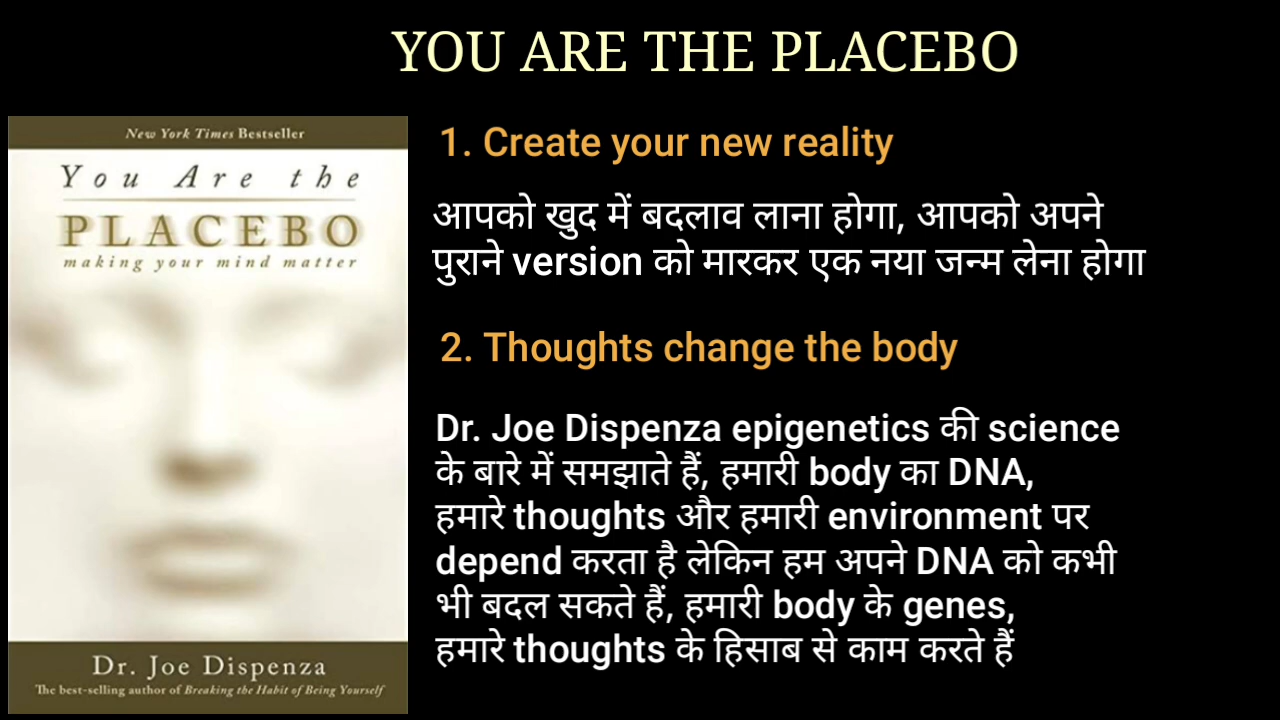 YOU ARE THE PLACEBO
New York Times Bestseller
You Are the
PLACEBO
making your mind matter
Dr. Joe Dispenza
The best-selling author of Breaking the Habit of Being Yourself
1. Create your new reality
आपको खुद में बदलाव लाना होगा, आपको अपने
पुराने version को मारकर एक नया जन्म लेना होगा
2. Thoughts change the body
Dr. Joe Dispenza epigenetics की science
के बारे में समझाते हैं, हमारी body का DNA,
हमारे thoughts और हमारी environment पर
depend करता है लेकिन हम अपने DNA को कभी
भी बदल सकते हैं, हमारी body के genes,
हमारे thoughts के हिसाब से काम करते हैं